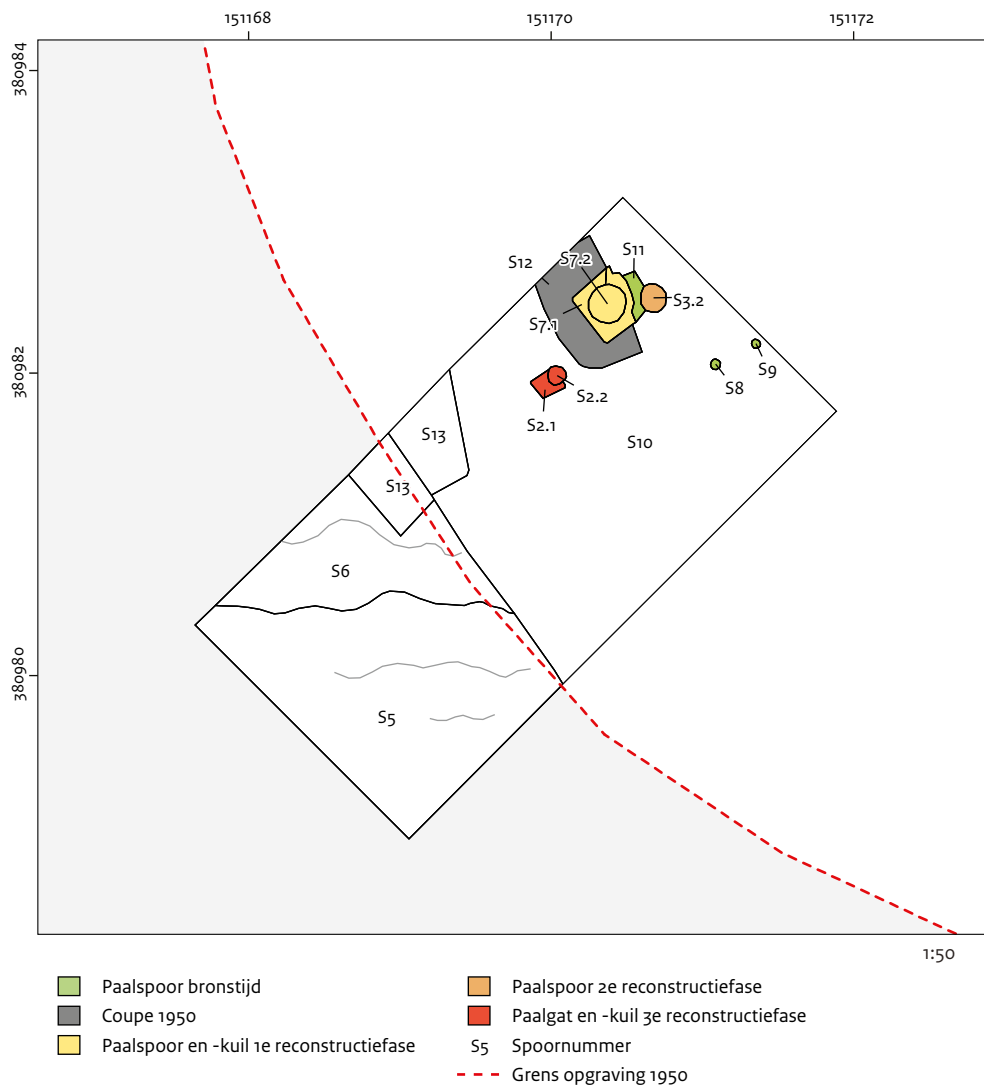 151168 151170 151172
380984
S11
S12 S7.2
S3.2
S7.1
380982
S9
S8
S2.2
S2.1
S13 S10
S13
S6
380980
S5
1:50
Paalspoor bronstijd
Coupe 1950
Paalspoor en -kuil 1e reconstructiefase
Paalspoor 2e reconstructiefase
Paalgat en -kuil 3e reconstructiefase
S5 Spoornummer
Grens opgraving 1950